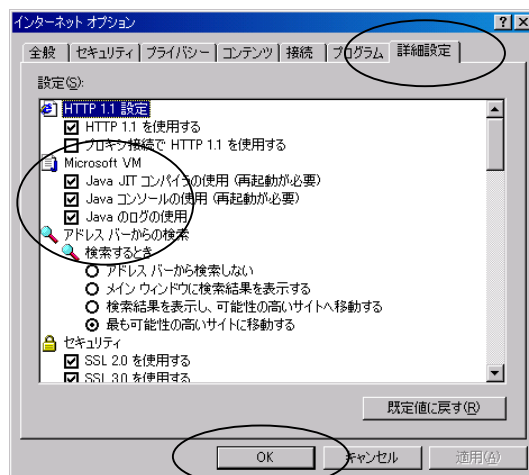 インターネット オプション
全般 セキュリティ プライバシー コンテンツ 接続 プログラム 詳細設定
設定(S):
HTTP 1.1 設定
HTTP 1.1 を使用する
プロキシ接続で HTTP 1.1 を使用する
Microsoft VM
Java JIT コンパイラの使用 (再起動が必要)
Java コンソールの使用 (再起動が必要)
Java のログの使用
アドレス バーからの検索
検索するとき
アドレス バーから検索しない
メイン ウィンドウに検索結果を表示する
検索結果を表示し、可能性の高いサイトへ移動する
最も可能性の高いサイトに移動する
セキュリティ
SSL 2.0 を使用する
SSL 3.0 を使用する
既定値に戻す(R)
OK キャンセル 適用(A)